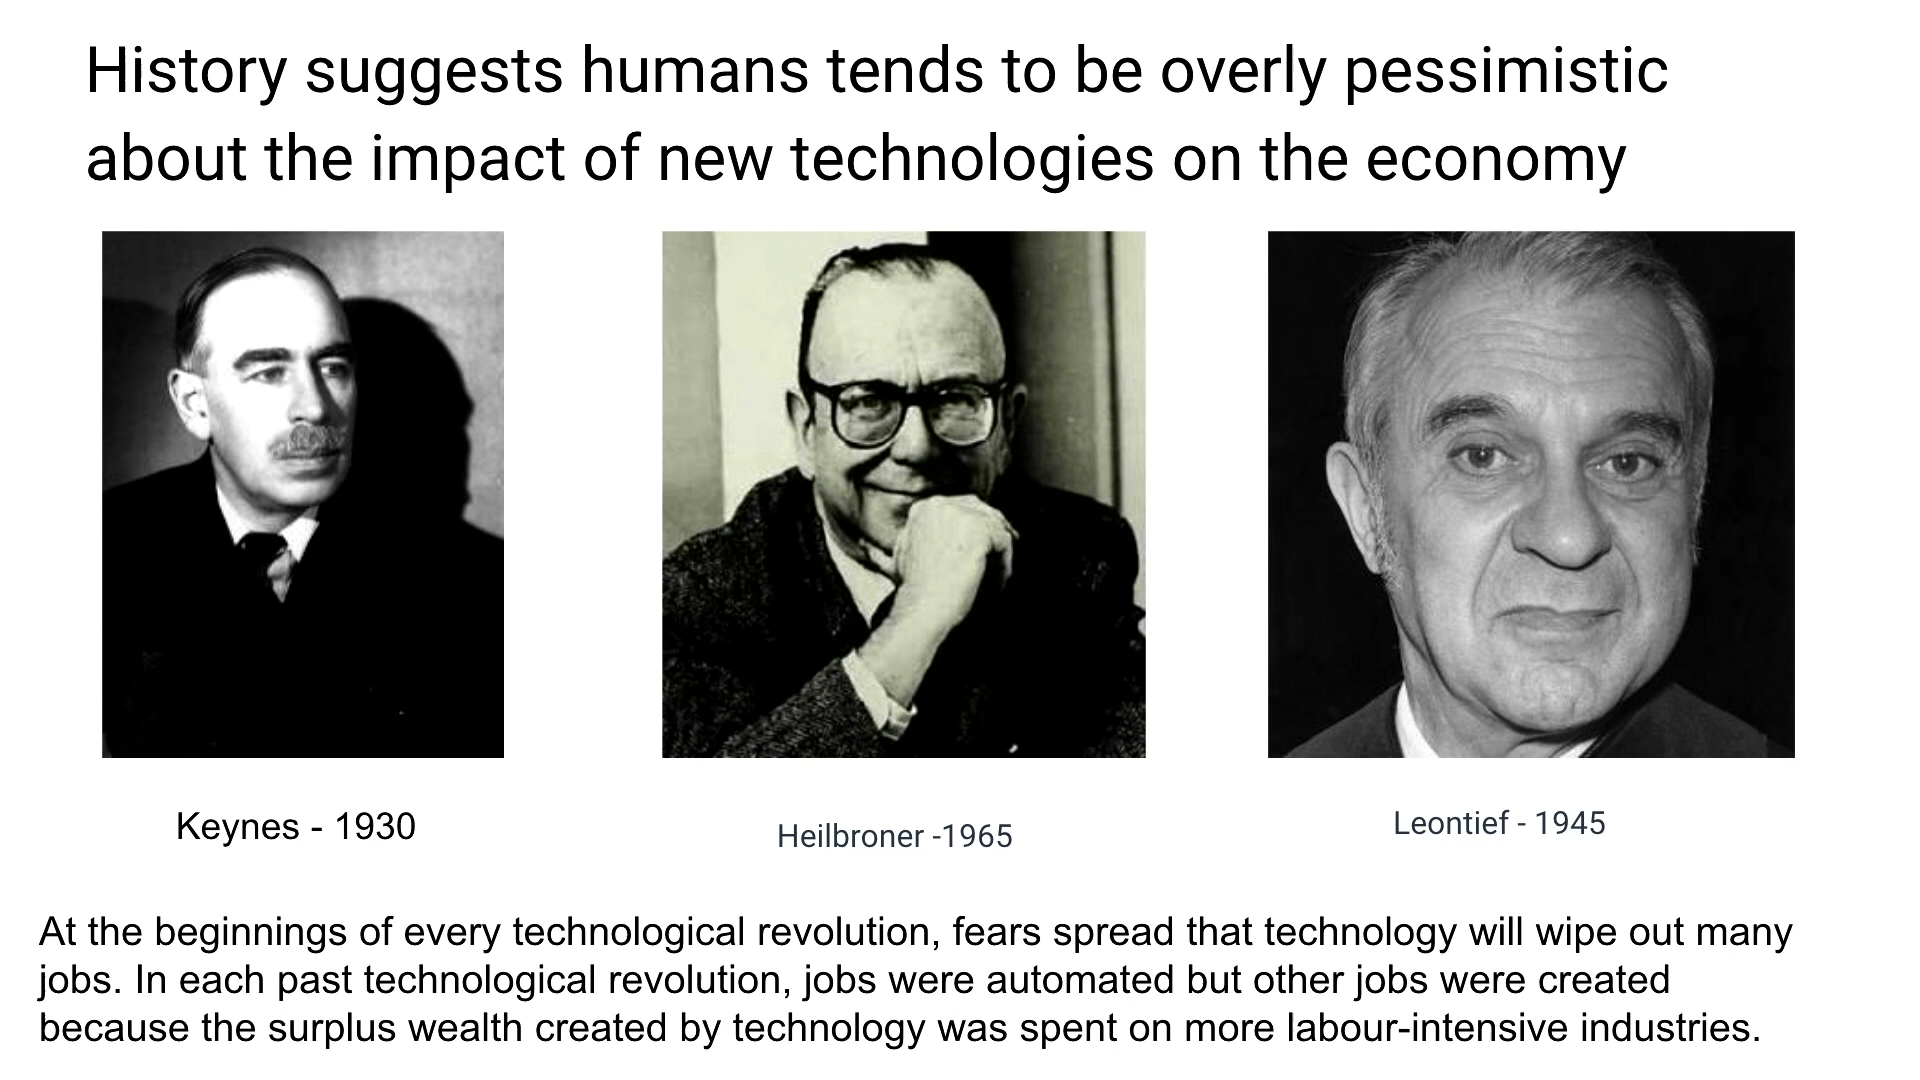 History suggests humans tends to be overly pessimistic
about the impact of new technologies on the economy
Keynes - 1930
Heilbroner -1965
Leontief - 1945
At the beginnings of every technological revolution, fears spread that technology will wipe out many
jobs. In each past technological revolution, jobs were automated but other jobs were created
because the surplus wealth created by technology was spent on more labour-intensive industries.